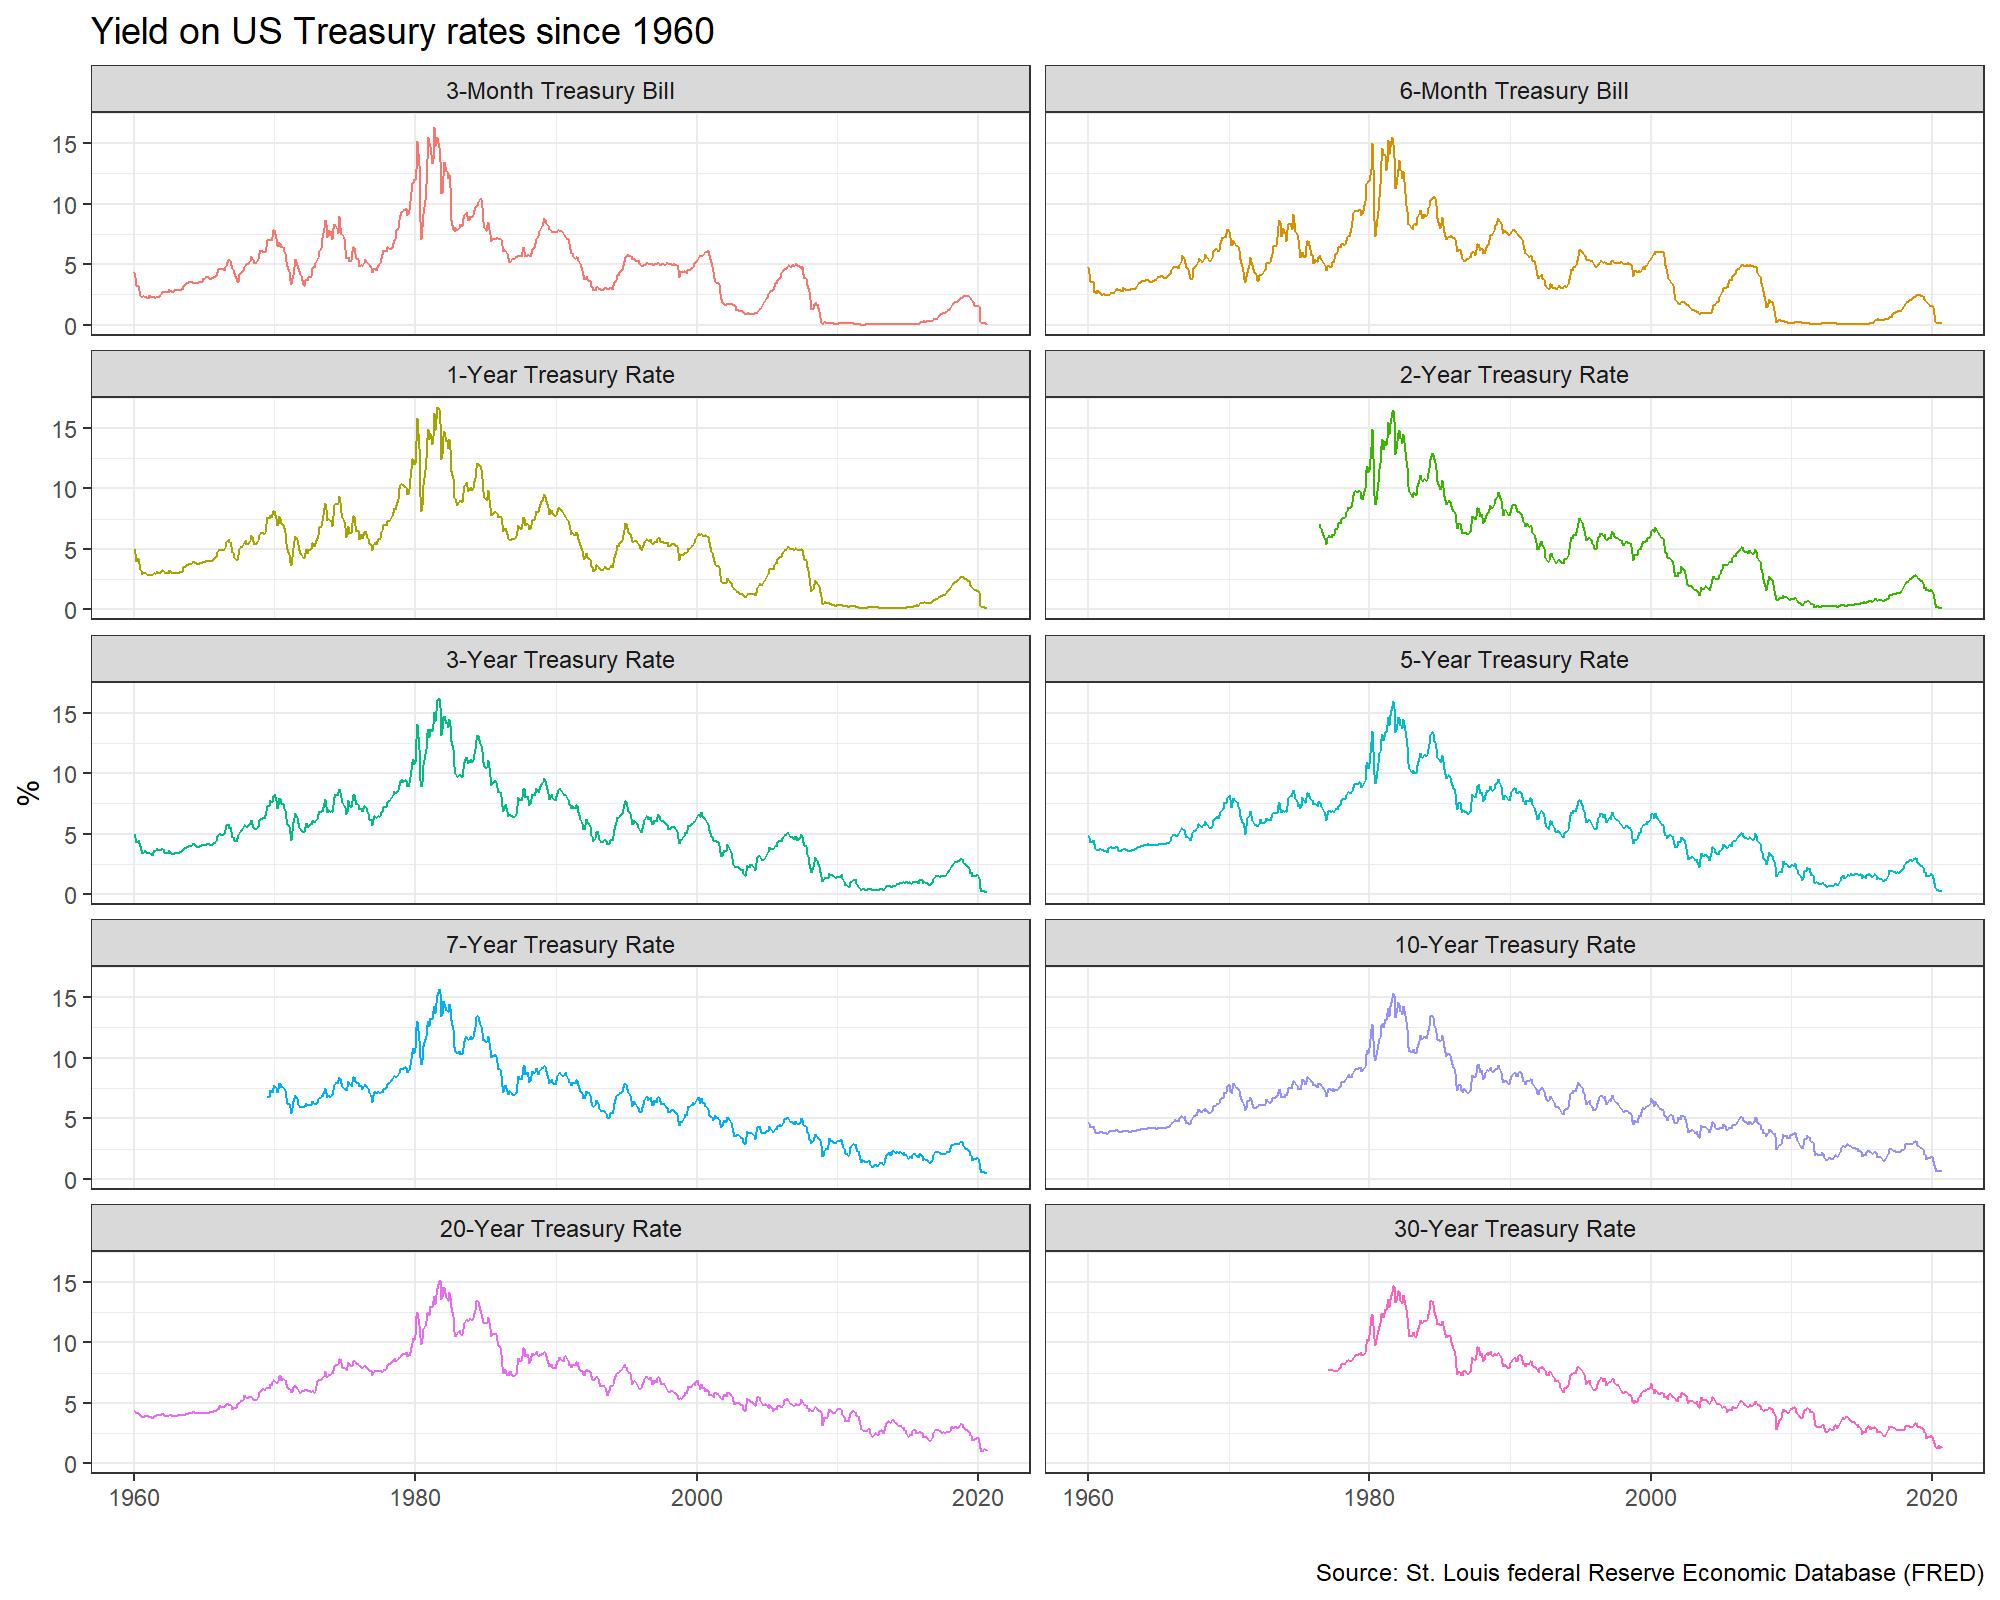 Yield on US Treasury rates since 1960
3-Month Treasury Bill
6-Month Treasury Bill
15
10
5
0
1-Year Treasury Rate
2-Year Treasury Rate
15
10
5
0
3-Year Treasury Rate
5-Year Treasury Rate
15
10
5
0
%
7-Year Treasury Rate
10-Year Treasury Rate
15
10
5
0
20-Year Treasury Rate
30-Year Treasury Rate
15
10
5
0
1960 1980 2000 2020 1960 1980 2000 2020
Source: St. Louis federal Reserve Economic Database (FRED)